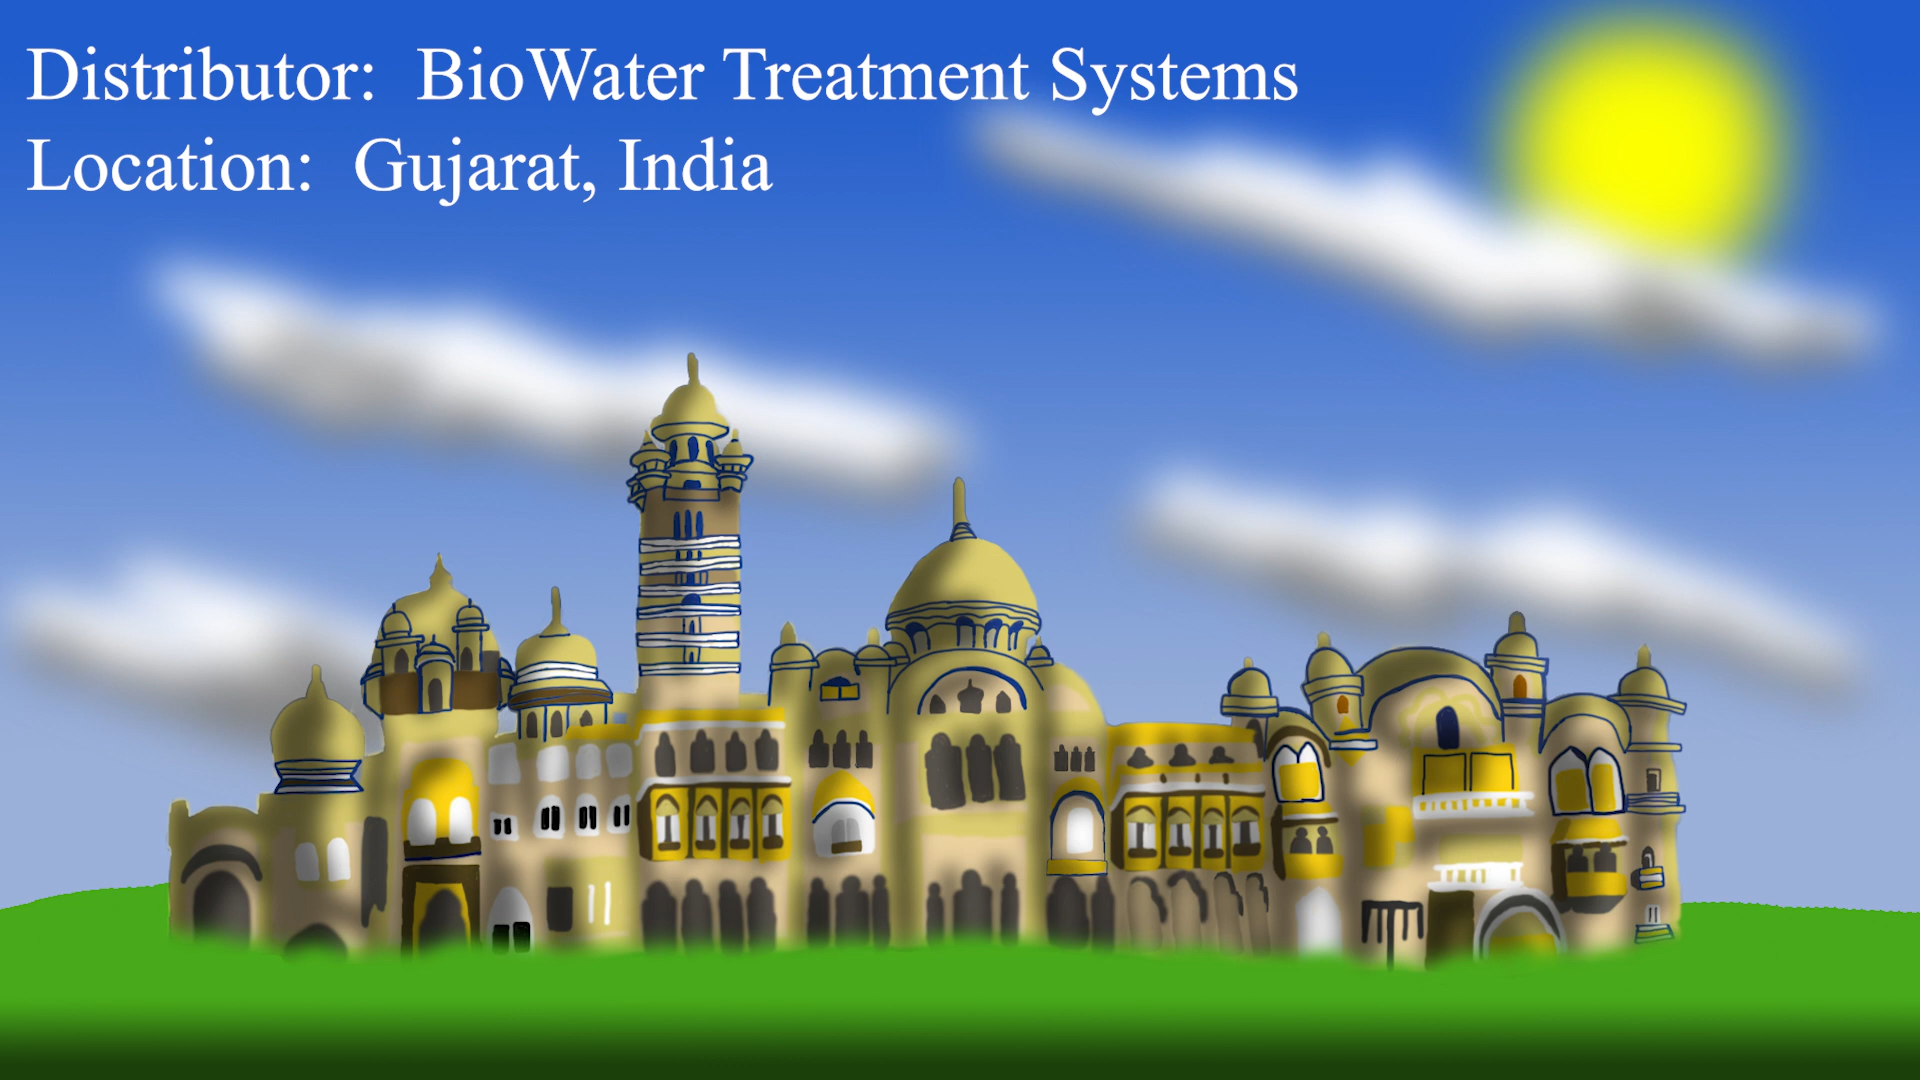 Distributor:  BioWater Treatment Systems
Location:  Gujarat, India